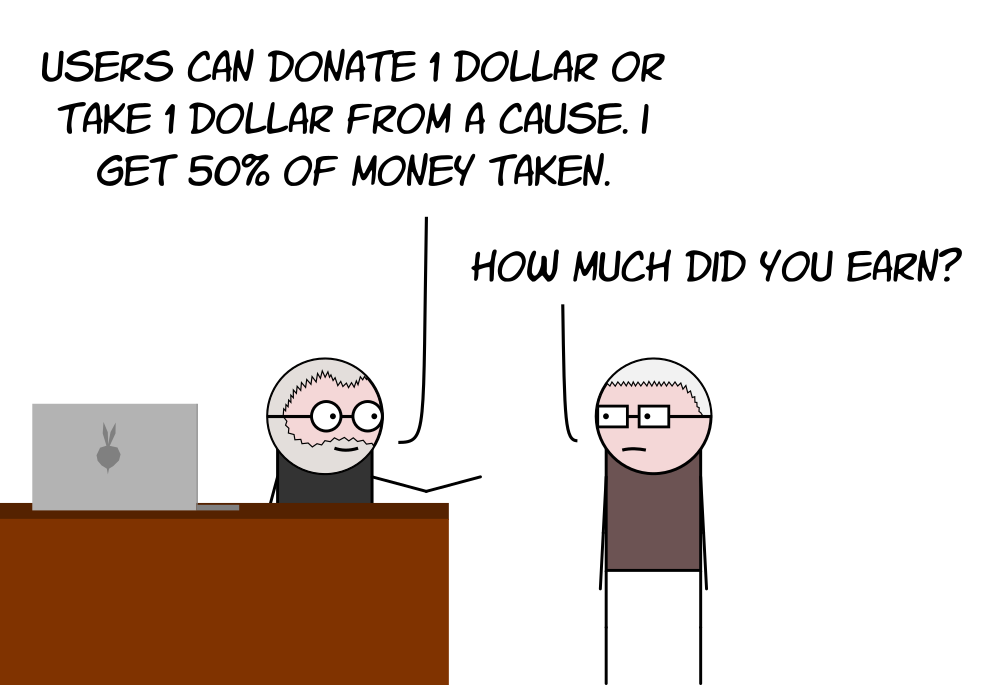 USERS CAN DONATE 1 DOLLAR OR
TAKE 1 DOLLAR FROM A CAUSE. I
GET 50% OF MONEY TAKEN.
HOW MUCH DID YOU EARN?